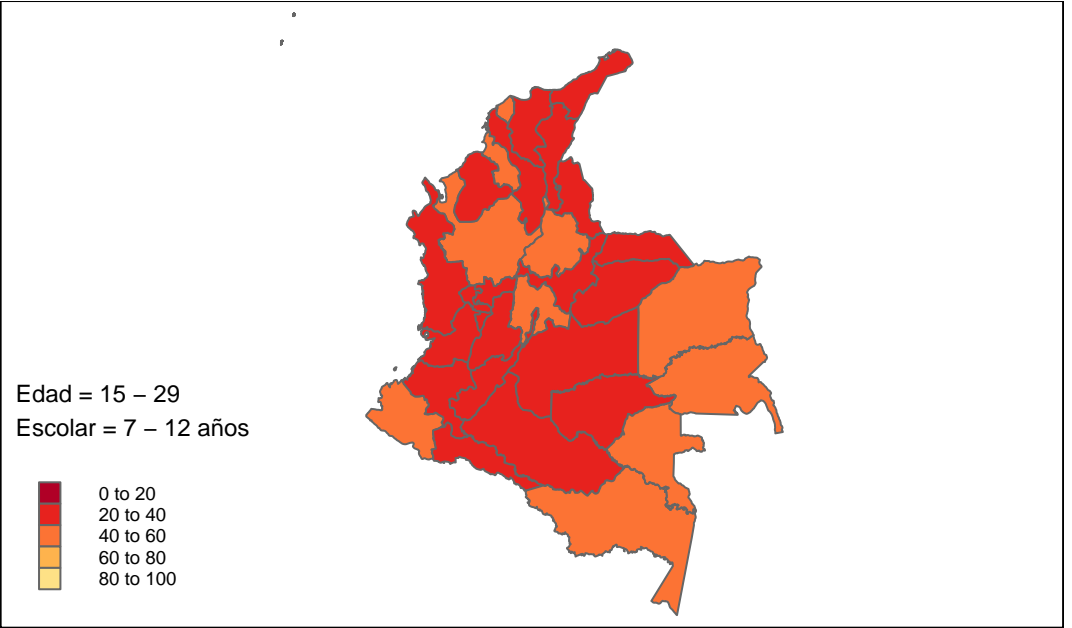 Edad = 15 − 29
Escolar = 7 − 12 años
0 to 20
20 to 40
40 to 60
60 to 80
80 to 100